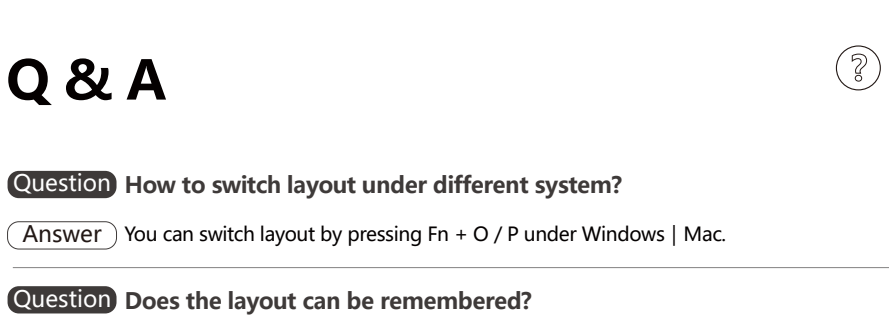 Q & A
?
Question How to switch layout under different system?
Answer You can switch layout by pressing Fn + O / P under Windows | Mac.
Question Does the layout can be remembered?